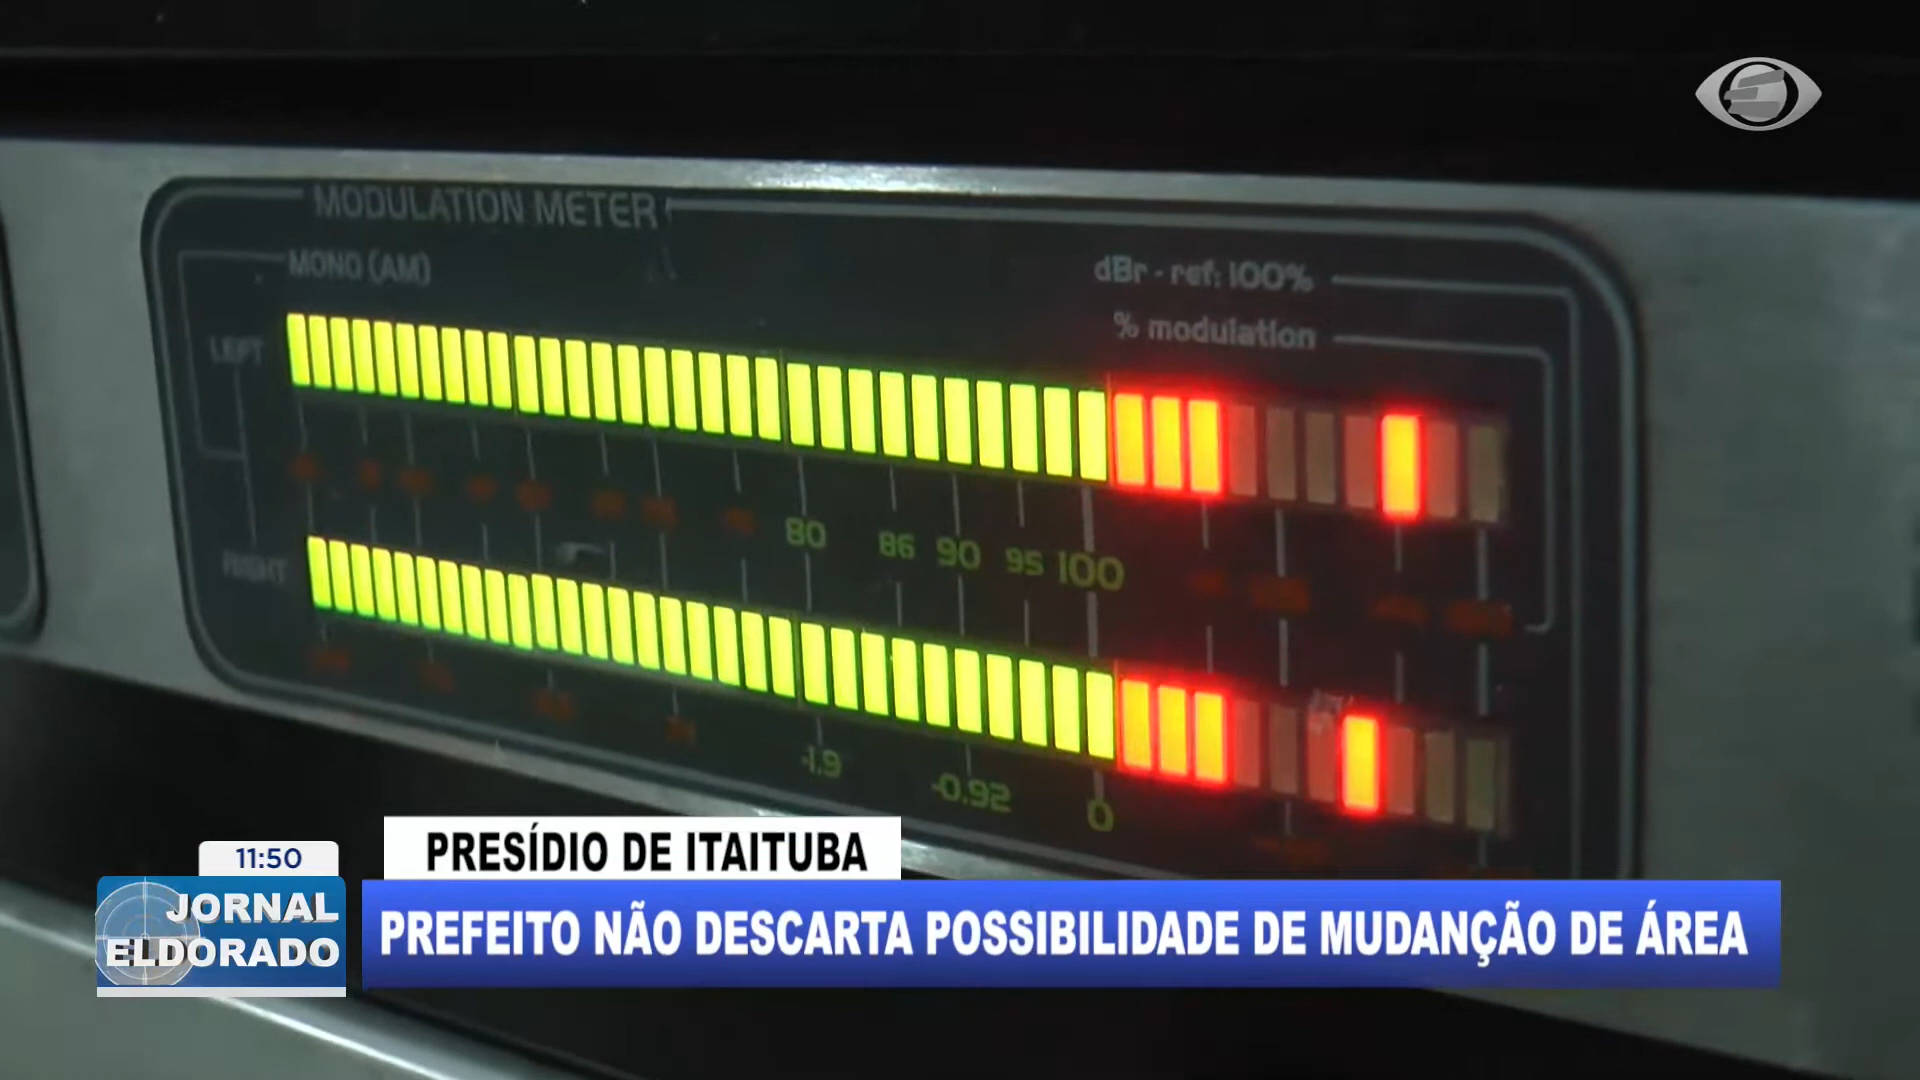 MODULATION METER
MONO (AM)
dBr - ref: 100%
% modulation
LEFT
80 86 90 95 100
RIGHT
-1.9 -0.92 0
PRESÍDIO DE ITAITUBA
11:50
JORNAL
ELDORADO
PREFEITO NÃO DESCARTA POSSIBILIDADE DE MUDANÇÃO DE ÁREA